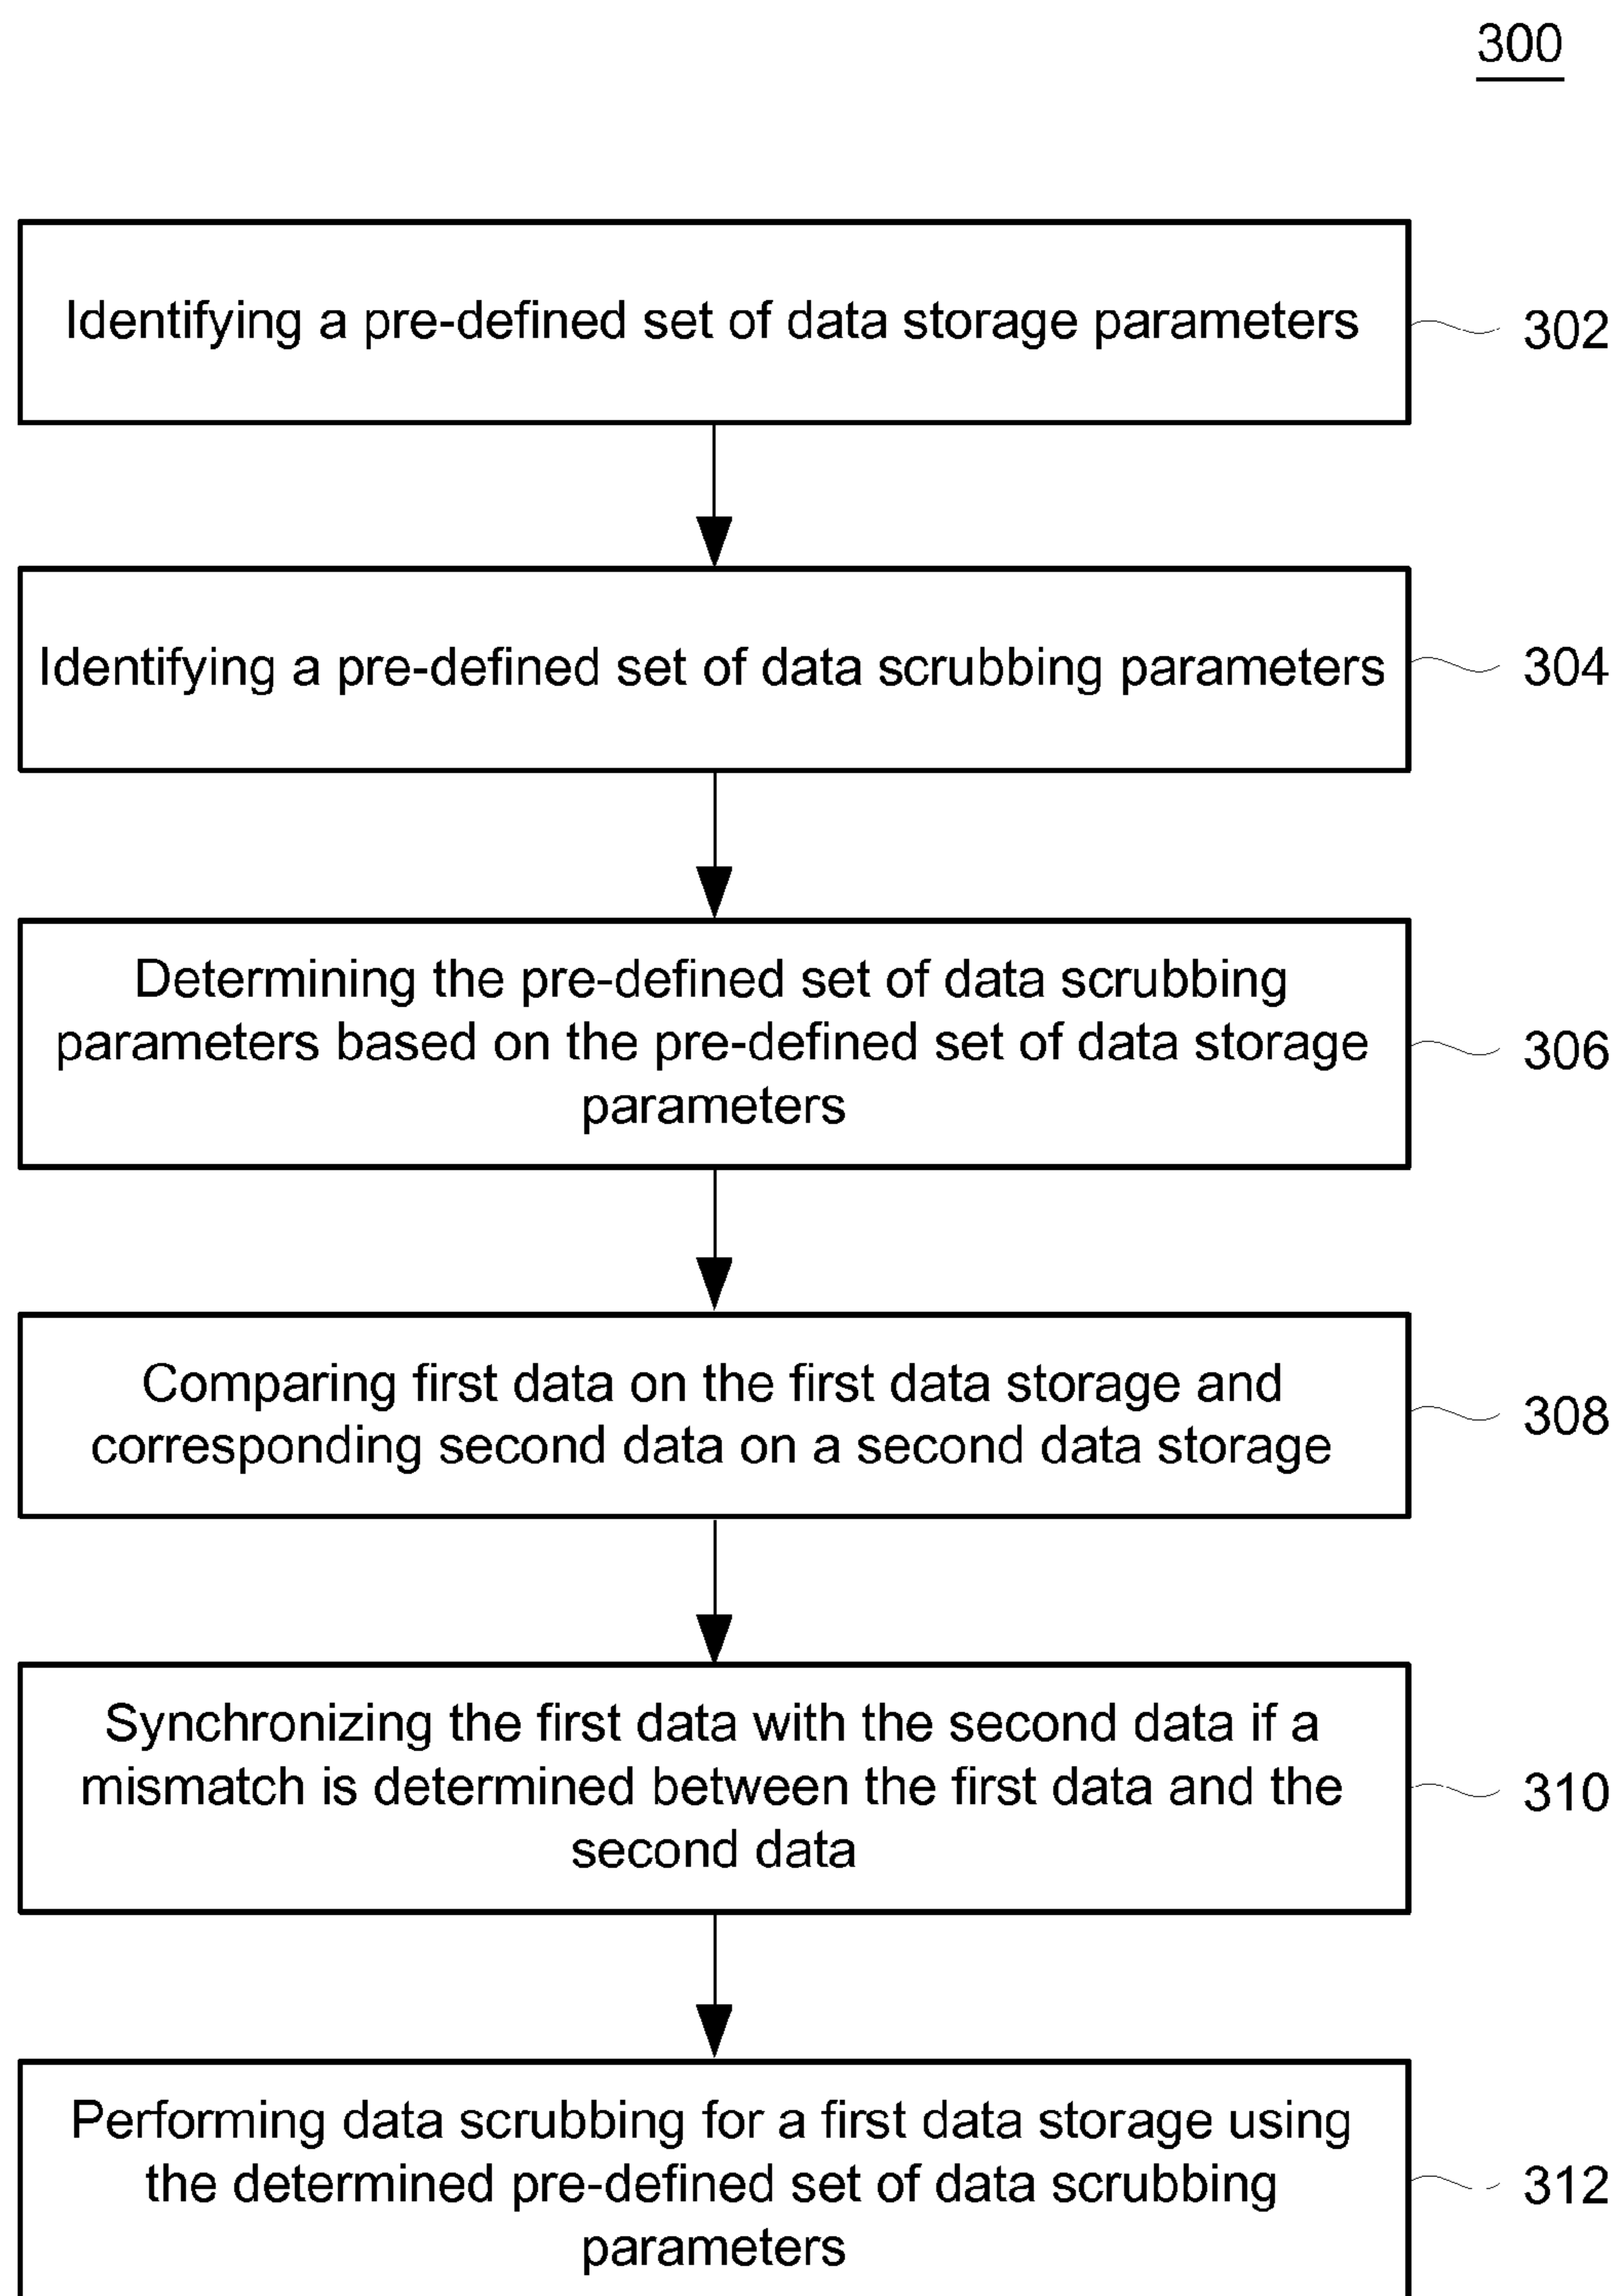 300
Identifying a pre-defined set of data storage parameters
302
Identifying a pre-defined set of data scrubbing parameters
304
Determining the pre-defined set of data scrubbing
parameters based on the pre-defined set of data storage
parameters
306
Comparing first data on the first data storage and
corresponding second data on a second data storage
308
Synchronizing the first data with the second data if a
mismatch is determined between the first data and the
second data
310
Performing data scrubbing for a first data storage using
the determined pre-defined set of data scrubbing
parameters
312